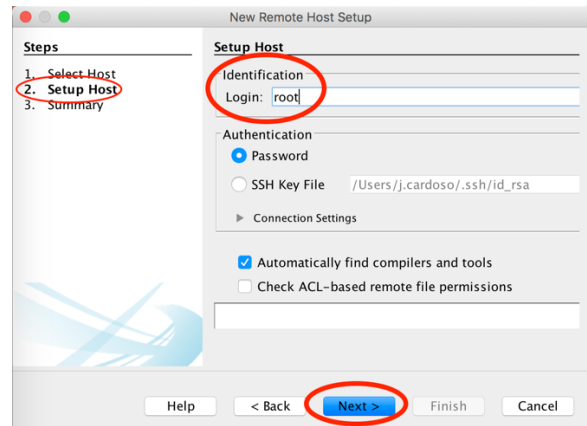 New Remote Host Setup
Steps
1. Select Host
2. Setup Host
3. Summary
Setup Host
Identification
Login: root
Authentication
Password
SSH Key File /Users/j.cardoso/.ssh/id_rsa
Connection Settings
Automatically find compilers and tools
Check ACL-based remote file permissions
Help < Back Next > Finish Cancel